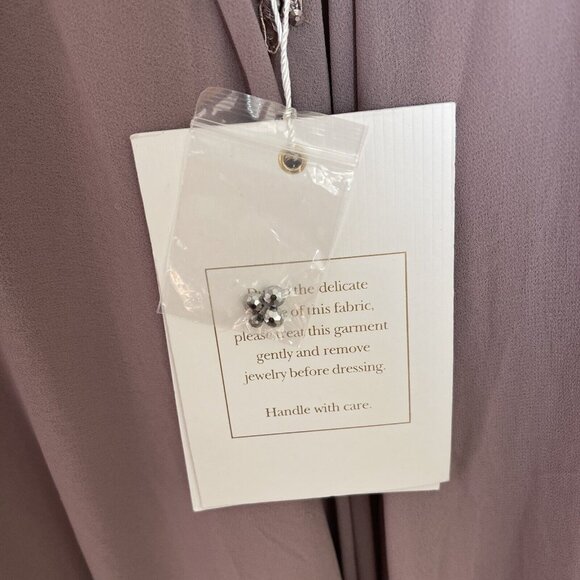 the delicate
of this fabric,
please treat this garment
gently and remove
jewelry before dressing.
Handle with care.